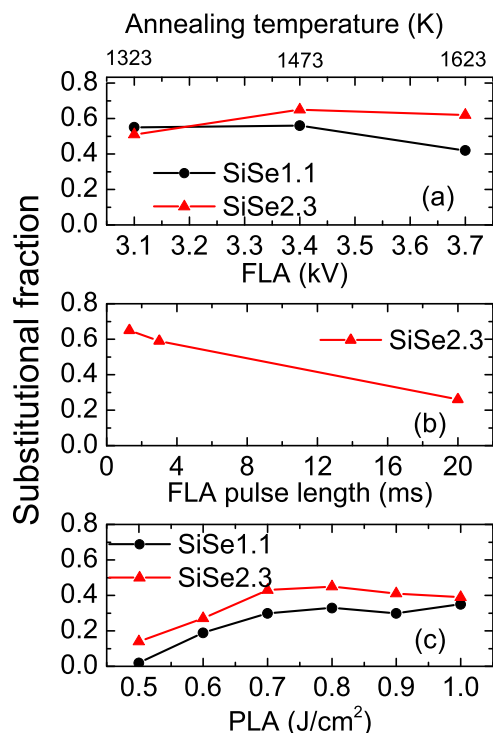 Annealing temperature (K)
1323 1473 1623
0.8
0.6
0.4
0.2
0.0
SiSe1.1
SiSe2.3
(a)
3.1 3.2 3.3 3.4 3.5 3.6 3.7
FLA (kV)
Substitutional fraction
0.8
0.6
0.4
0.2
0.0
SiSe2.3
(b)
0 4 8 12 16 20
FLA pulse length (ms)
0.8
0.6
0.4
0.2
0.0
SiSe1.1
SiSe2.3
(c)
0.5 0.6 0.7 0.8 0.9 1.0
PLA (J/cm²)